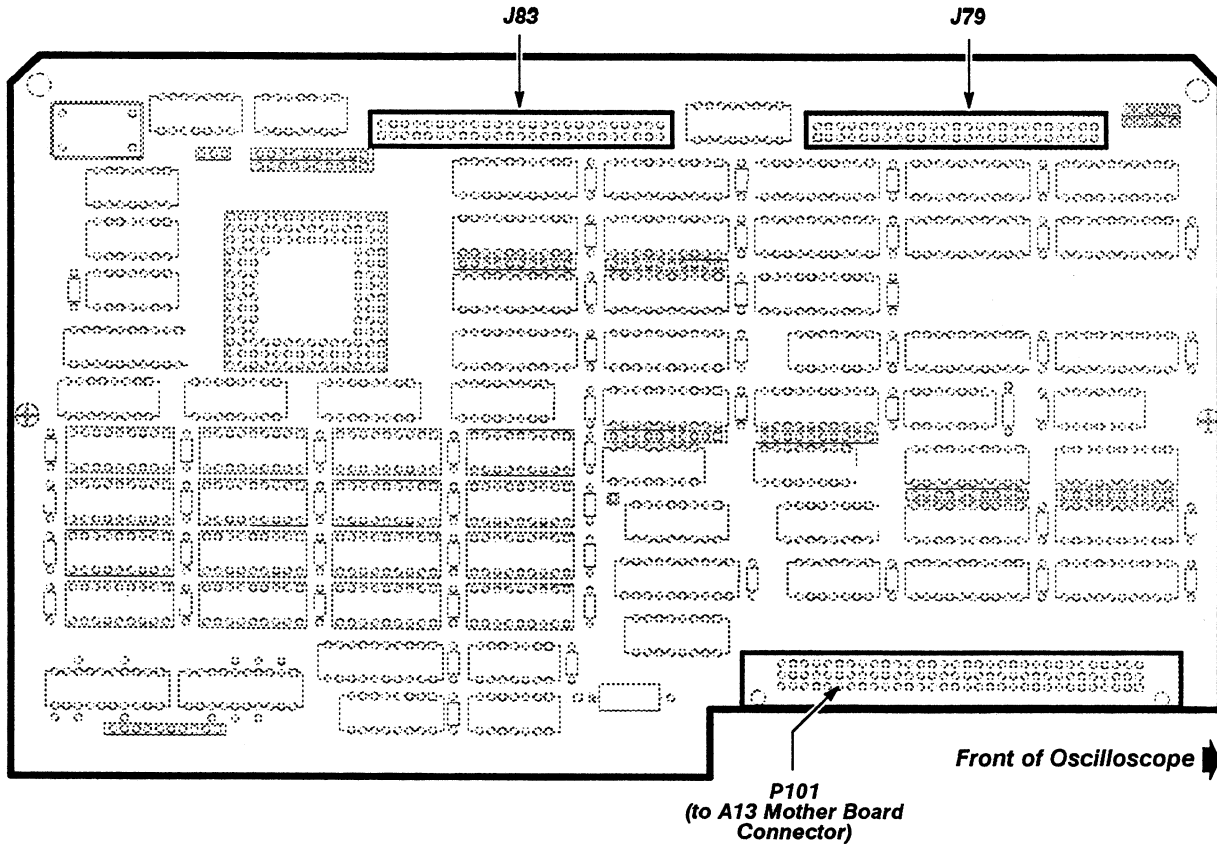 J83
J79
Front of Oscilloscope
P101
(to A13 Mother Board
Connector)